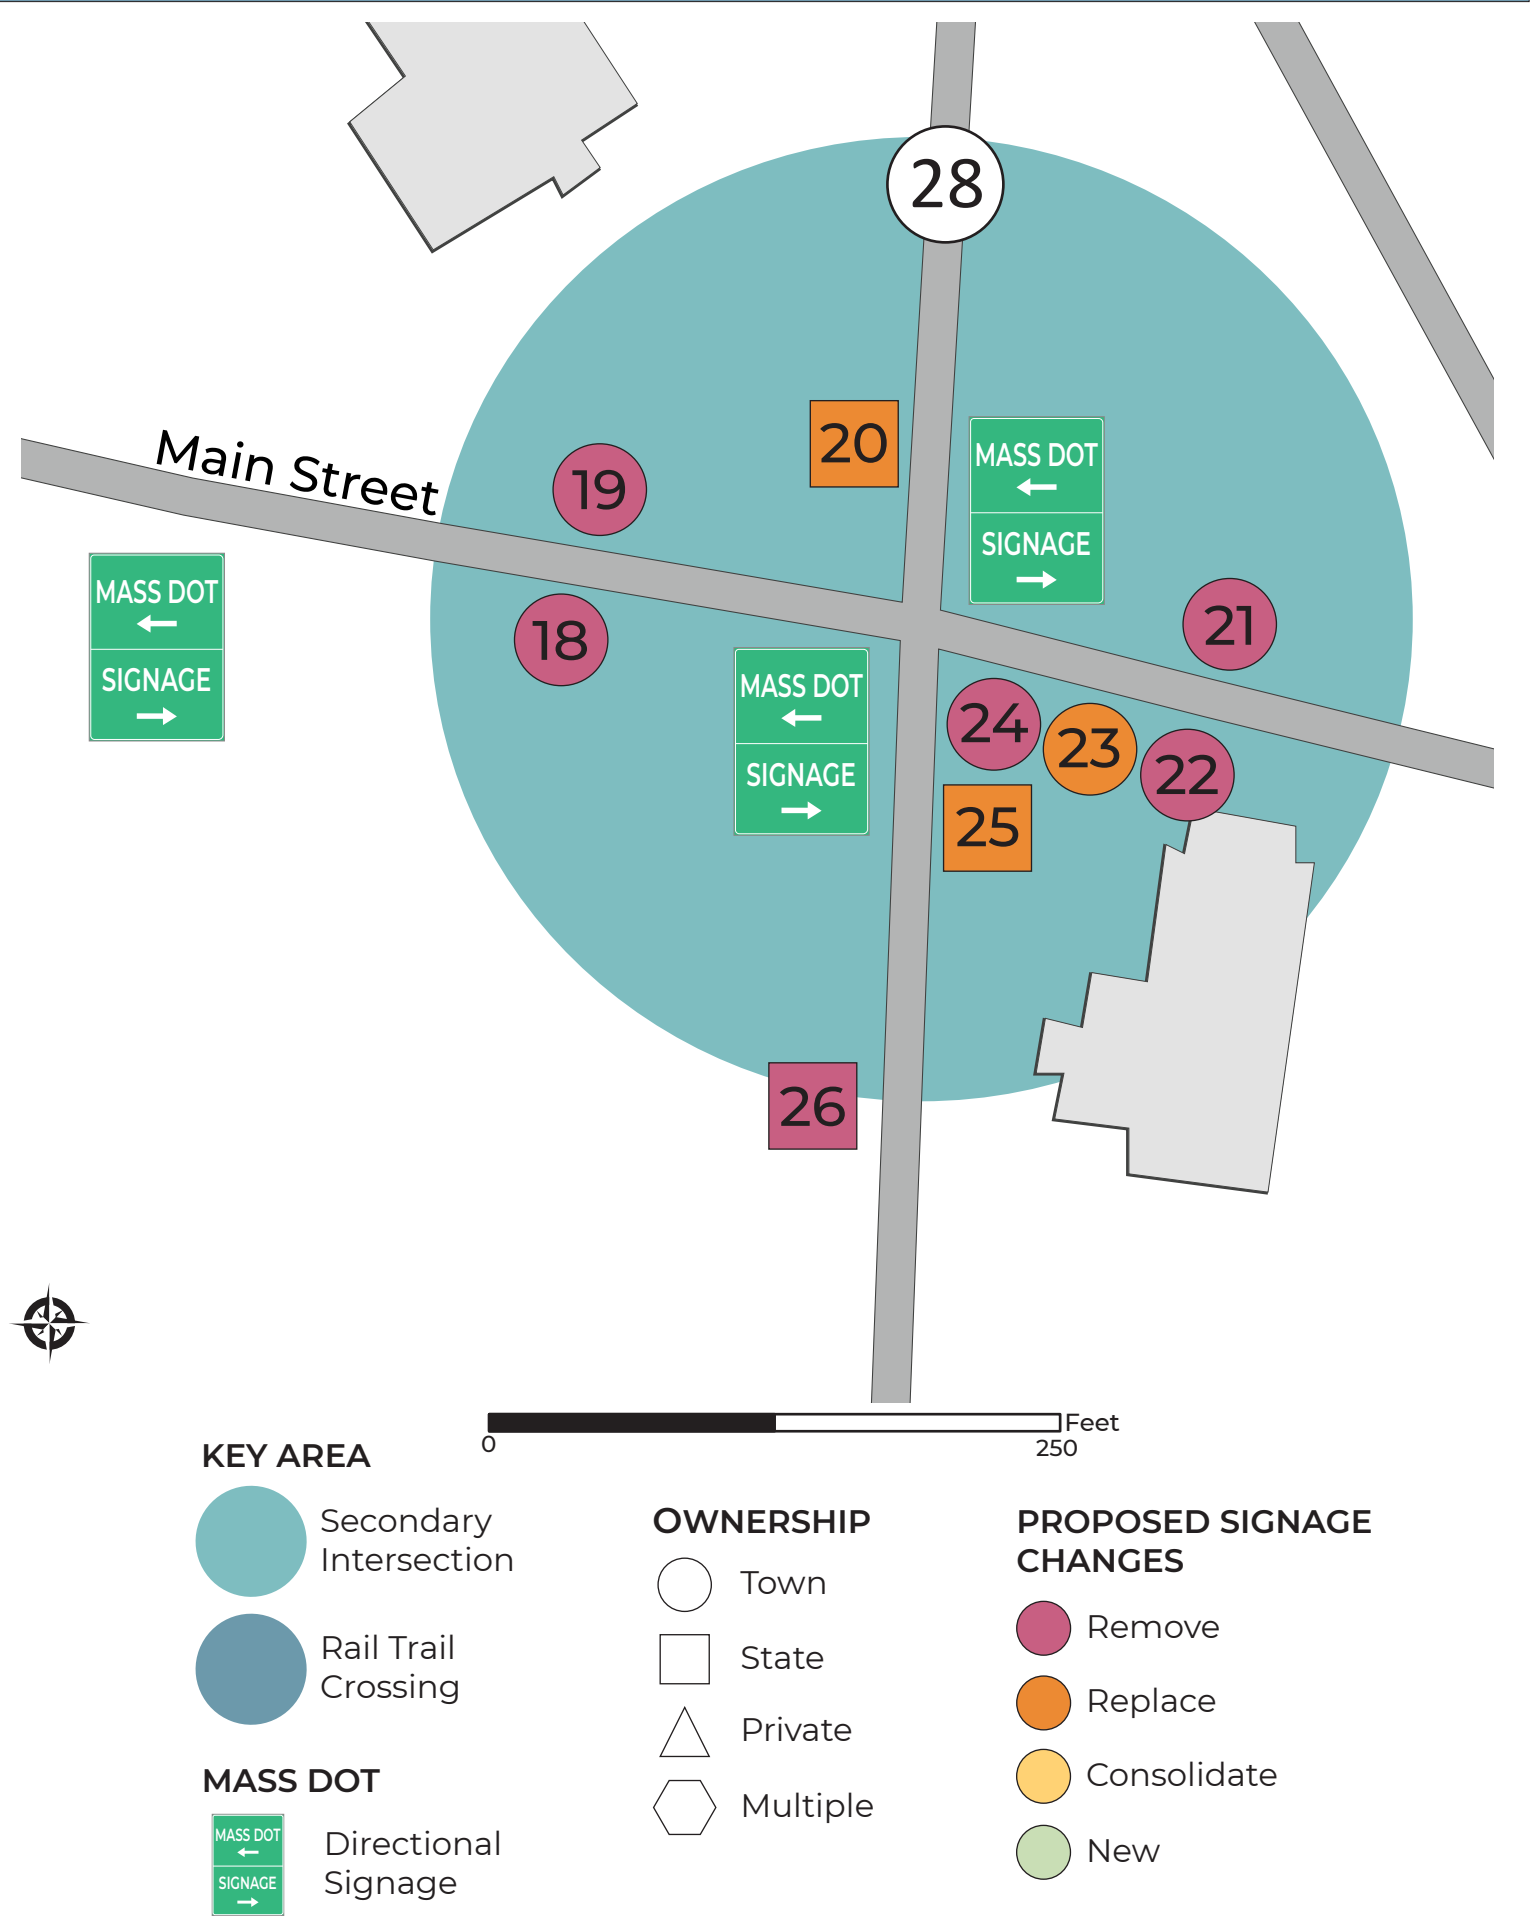 28
20
MASS DOT
SIGNAGE
Main Street
19
MASS DOT
SIGNAGE
18
21
MASS DOT
SIGNAGE
24
23
22
25
26
Feet
0
250
KEY AREA
Secondary
Intersection
Rail Trail
Crossing
MASS DOT
MASS DOT
SIGNAGE
Directional
Signage
OWNERSHIP
Town
State
Private
Multiple
PROPOSED SIGNAGE
CHANGES
Remove
Replace
Consolidate
New